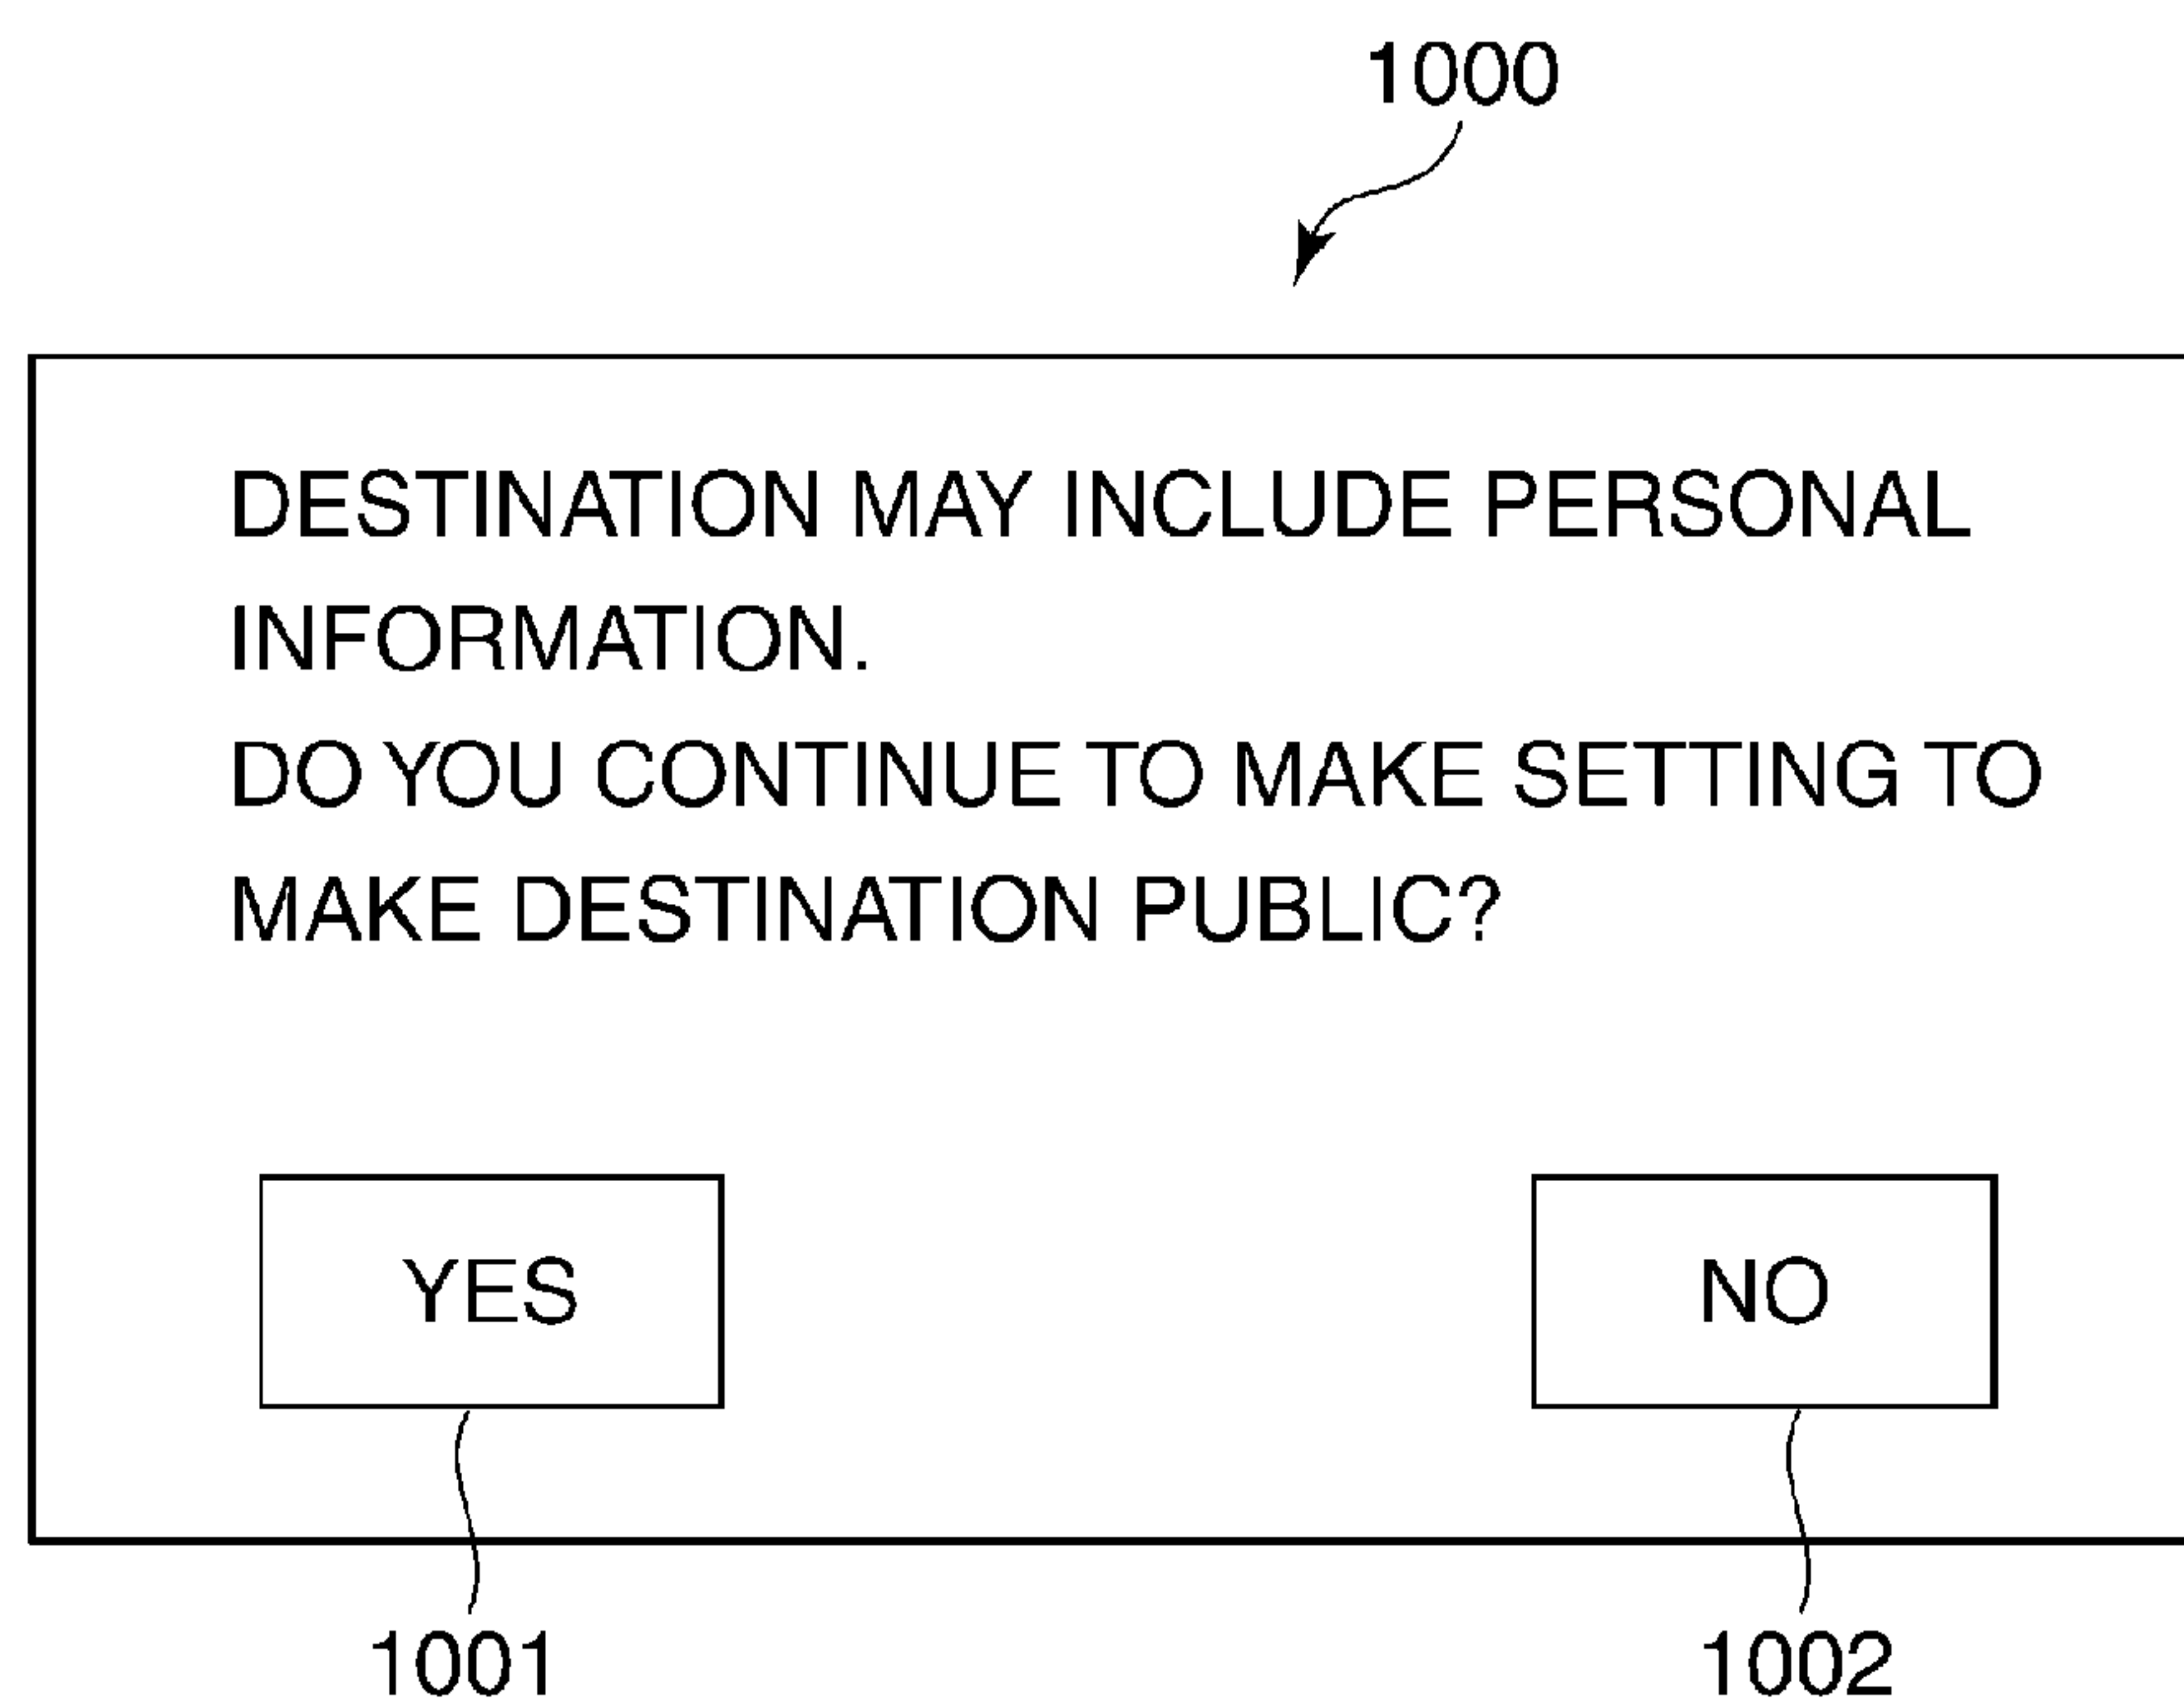 1000
DESTINATION MAY INCLUDE PERSONAL
INFORMATION.
DO YOU CONTINUE TO MAKE SETTING TO
MAKE DESTINATION PUBLIC?
YES
NO
1001
1002